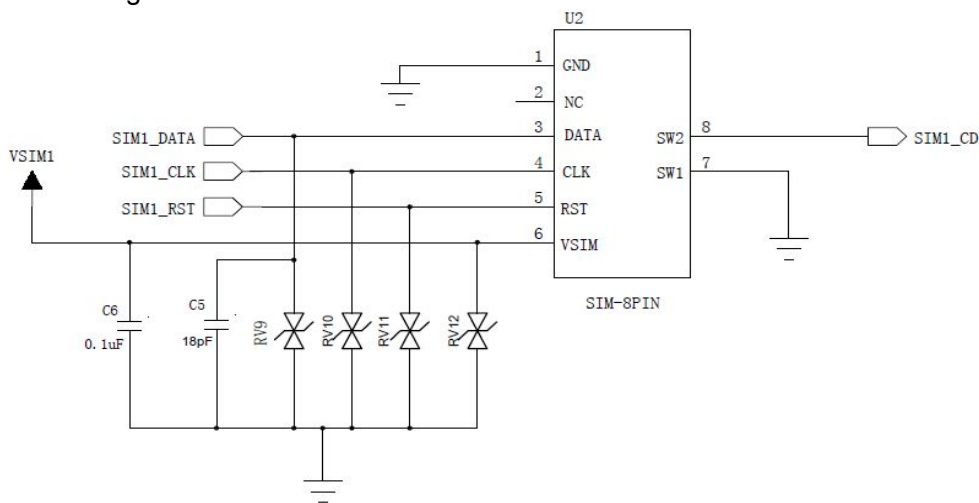 U2
1 GND
2 NC
SIM1_DATA 3 DATA SW2 8 SIM1_CD
VSIM1
SIM1_CLK 4 CLK SW1 7
SIM1_RST 5 RST
6 VSIM
SIM-8PIN
C6 C5
0.1uF 18pF RV9 RV10 RV11 RV12